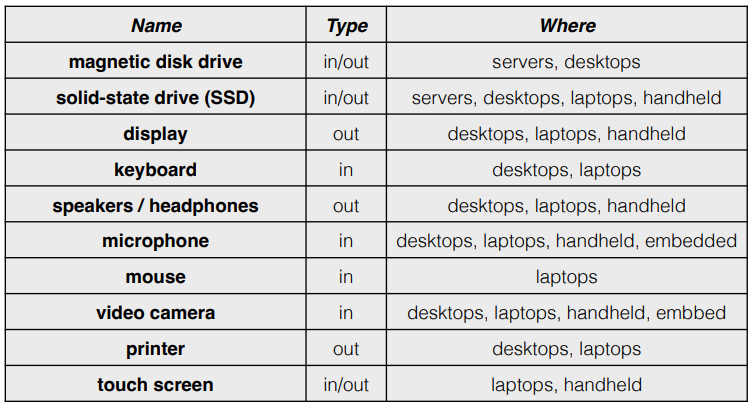 Name Type Where
magnetic disk drive in/out servers, desktops
solid-state drive (SSD) in/out servers, desktops, laptops, handheld
display out desktops, laptops, handheld
keyboard in desktops, laptops
speakers / headphones out desktops, laptops, handheld
microphone in desktops, laptops, handheld, embedded
mouse in laptops
video camera in desktops, laptops, handheld, embbed
printer out desktops, laptops
touch screen in/out laptops, handheld